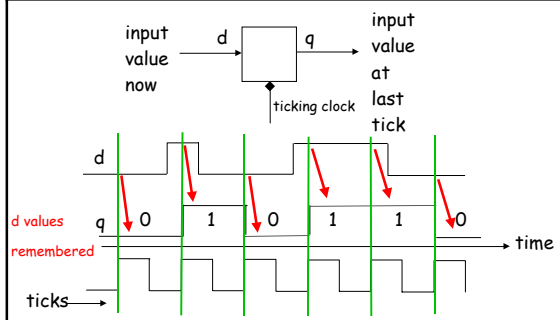 input
value
now
d
q
input
value
at
last
tick
ticking clock
d
d values
remembered
q
0
1
0
1
1
0
time
ticks